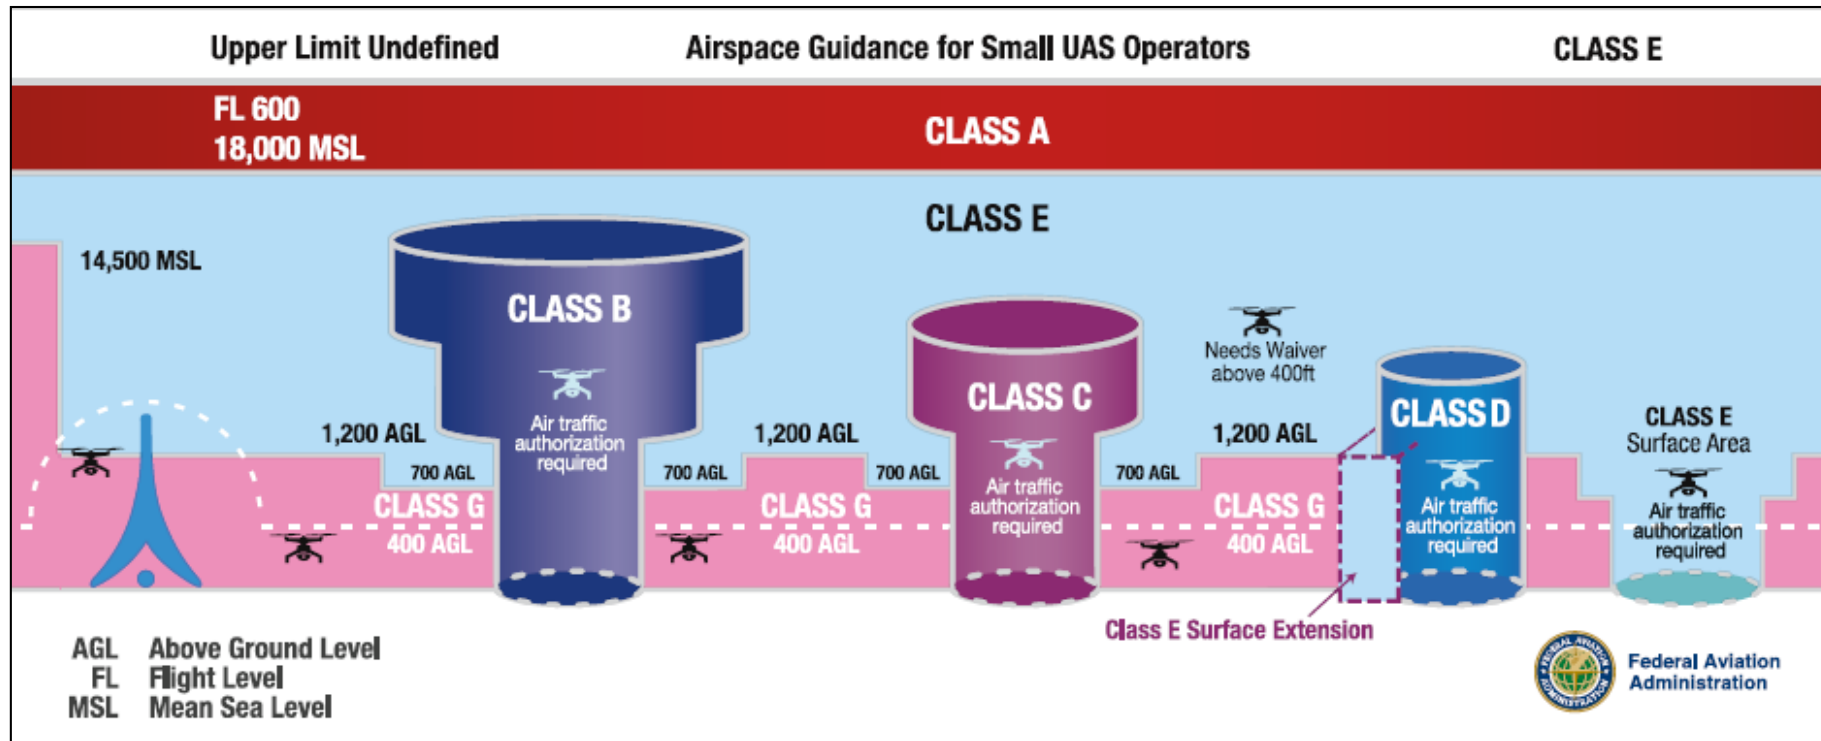 Upper Limit Undefined
Airspace Guidance for Small UAS Operators
CLASS E
FL 600
18,000 MSL
CLASS A
CLASS E
14,500 MSL
CLASS B
Air traffic
authorization
required
CLASS C
Air traffic
authorization
required
Needs Waiver
above 400ft
CLASS D
Air traffic
authorization
required
CLASS E
Surface Area
Air traffic
authorization
required
1,200 AGL
700 AGL
CLASS G
400 AGL
700 AGL
1,200 AGL
700 AGL
CLASS G
400 AGL
700 AGL
1,200 AGL
CLASS G
400 AGL
Class E Surface Extension
AGL Above Ground Level
FL Flight Level
MSL Mean Sea Level
FEDERAL AVIATION
ADMINISTRATION
Federal Aviation
Administration